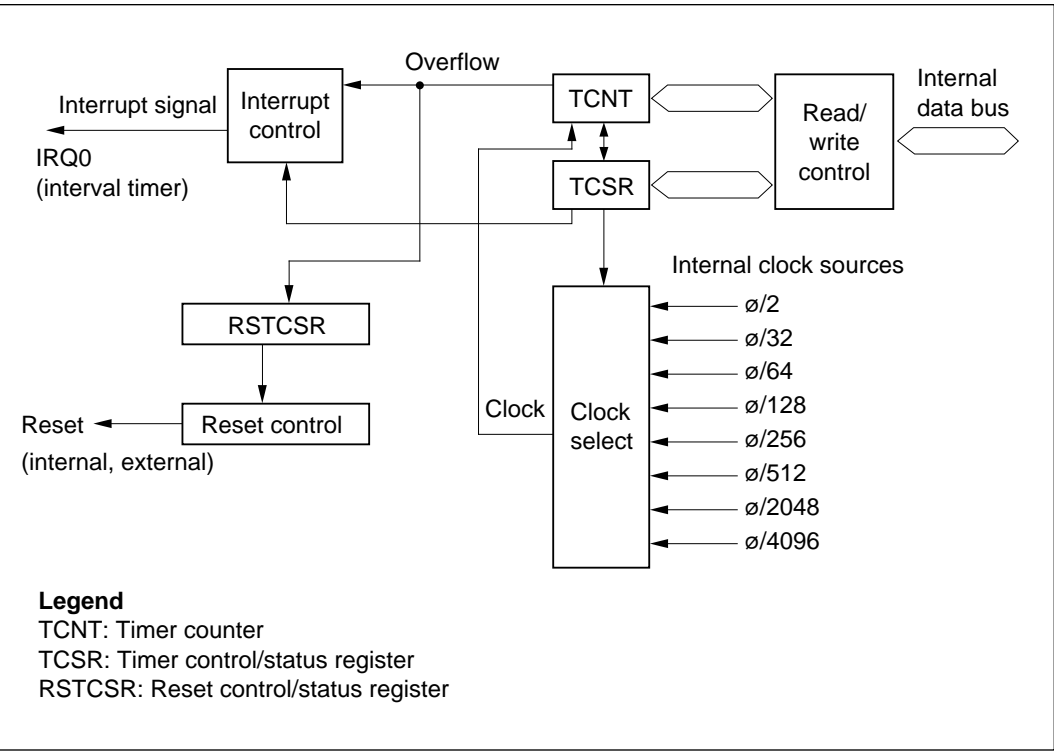 Overflow
Interrupt signal
Interrupt
control
TCNT
Read/
write
control
Internal
data bus
IRQ0
(interval timer)
TCSR
Internal clock sources
RSTCSR
ø/2
ø/32
ø/64
ø/128
ø/256
ø/512
ø/2048
ø/4096
Clock
Clock
select
Reset
Reset control
(internal, external)
Legend
TCNT: Timer counter
TCSR: Timer control/status register
RSTCSR: Reset control/status register